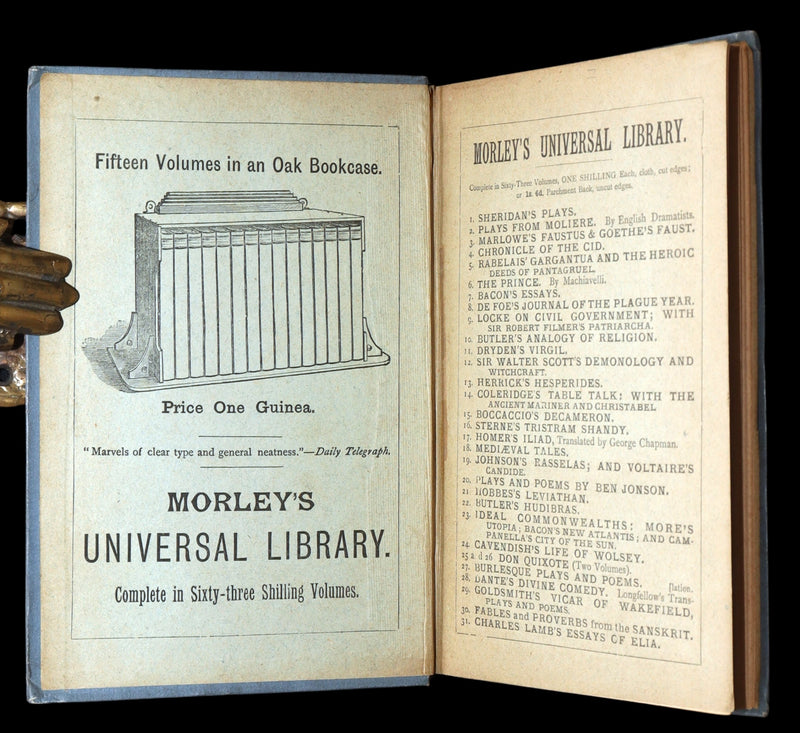 Fifteen Volumes in an Oak Bookcase.
Price One Guinea.
"Marvels of clear type and general neatness."—Daily Telegraph.
MORLEY'S
UNIVERSAL LIBRARY.
Complete in Sixty-three Shilling Volumes.
MORLEY'S UNIVERSAL LIBRARY.
Complete in Sixty-Three Volumes, ONE SHILLING Each, cloth, cut edges;
or 1s. 6d. Parchment Back, uncut edges.
1. SHERIDAN'S PLAYS.
2. PLAYS FROM MOLIERE. By English Dramatists.
3. MARLOWE'S FAUSTUS & GOETHE'S FAUST.
4. CHRONICLE OF THE CID.
5. RABELAIS' GARGANTUA AND THE HEROIC
DEEDS OF PANTAGRUEL.
6. THE PRINCE. By Machiavelli.
7. BACON'S ESSAYS.
8. DE FOE'S JOURNAL OF THE PLAGUE YEAR.
9. LOCKE ON CIVIL GOVERNMENT; WITH
SIR ROBERT FILMER'S PATRIARCHA.
10. BUTLER'S ANALOGY OF RELIGION.
11. DRYDEN'S VIRGIL.
12. SIR WALTER SCOTT'S DEMONOLOGY AND
WITCHCRAFT.
13. HERRICK'S HESPERIDES.
14. COLERIDGE'S TABLE TALK: WITH THE
ANCIENT MARINER AND CHRISTABEL
15. BOCCACCIO'S DECAMERON.
16. STERNE'S TRISTRAM SHANDY.
17. HOMER'S ILIAD, Translated by George Chapman.
18. MEDIÆVAL TALES.
19. JOHNSON'S RASSELAS; AND VOLTAIRE'S
CANDIDE.
20. PLAYS AND POEMS BY BEN JONSON.
21. HOBBES'S LEVIATHAN.
22. BUTLER'S HUDIBRAS.
23. IDEAL COMMONWEALTHS: MORE'S
UTOPIA; BACON'S NEW ATLANTIS; AND CAM-
PANELLA'S CITY OF THE SUN.
24. CAVENDISH'S LIFE OF WOLSEY.
25 a d 26 DON QUIXOTE (Two Volumes).
27. BURLESQUE PLAYS AND POEMS.
28. DANTE'S DIVINE COMEDY. Longfellow's Trans-
[lation.
29. GOLDSMITH'S VICAR OF WAKEFIELD,
PLAYS AND POEMS.
30. FABLES and PROVERBS from the SANSKRIT.
31. CHARLES LAMB'S ESSAYS OF ELIA.